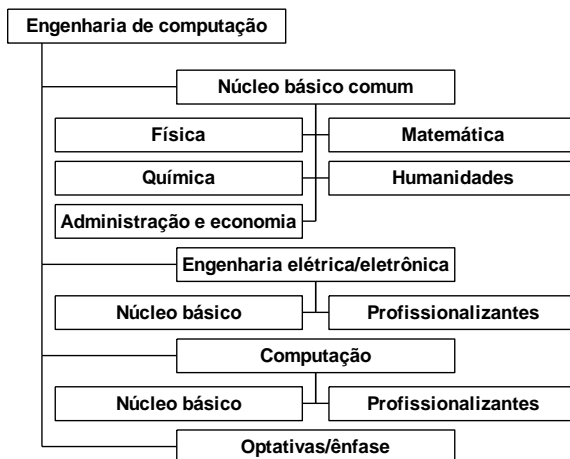 Engenharia de computação
Núcleo básico comum
Física
Matemática
Química
Humanidades
Administração e economia
Engenharia elétrica/eletrônica
Núcleo básico
Profissionalizantes
Computação
Núcleo básico
Profissionalizantes
Optativas/ênfase